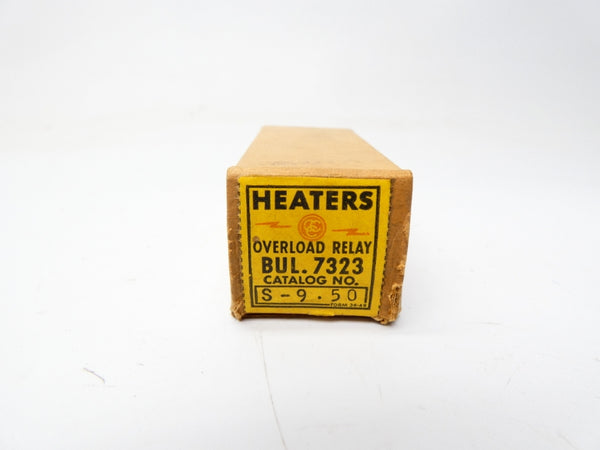 HEATERS
OVERLOAD RELAY
BUL. 7323
CATALOG NO.
S-9.50